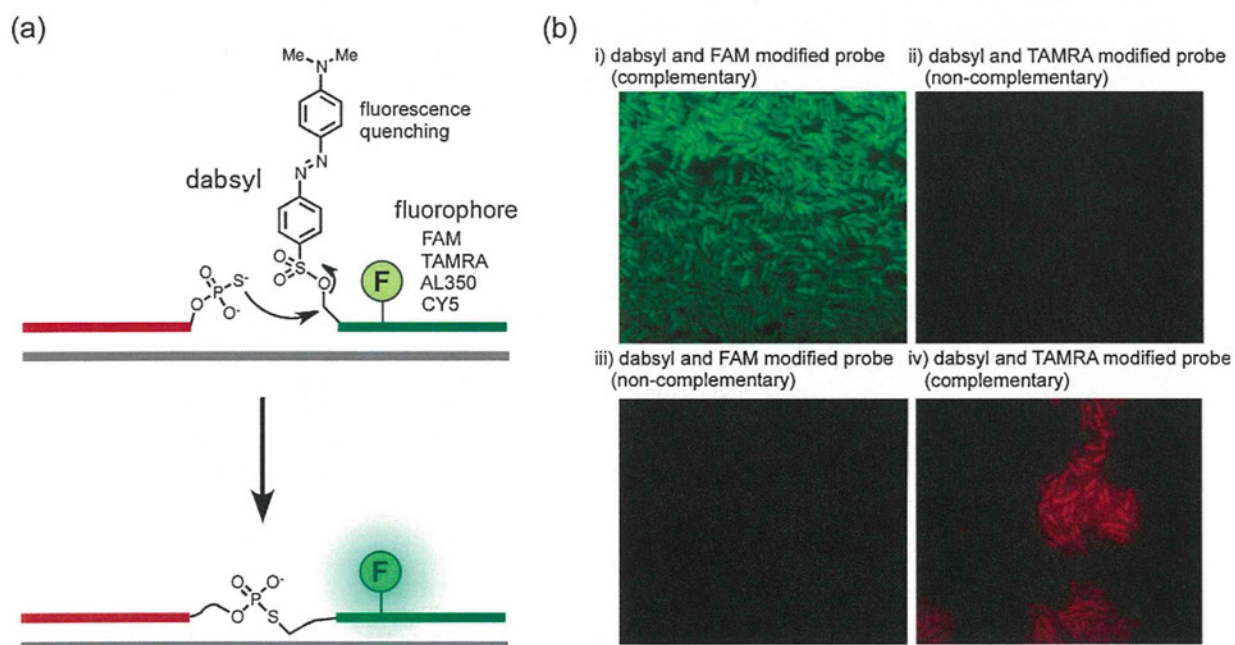 (a)
Me
N
Me
fluorescence
quenching
N
N
dabsyl
fluorophore
FAM
TAMRA
AL350
CY5
O
S
O
O
O
P
S-
O
O-
F
O
P
O-
O
S
F
(b)
i) dabsyl and FAM modified probe
(complementary)
ii) dabsyl and TAMRA modified probe
(non-complementary)
iii) dabsyl and FAM modified probe
(non-complementary)
iv) dabsyl and TAMRA modified probe
(complementary)